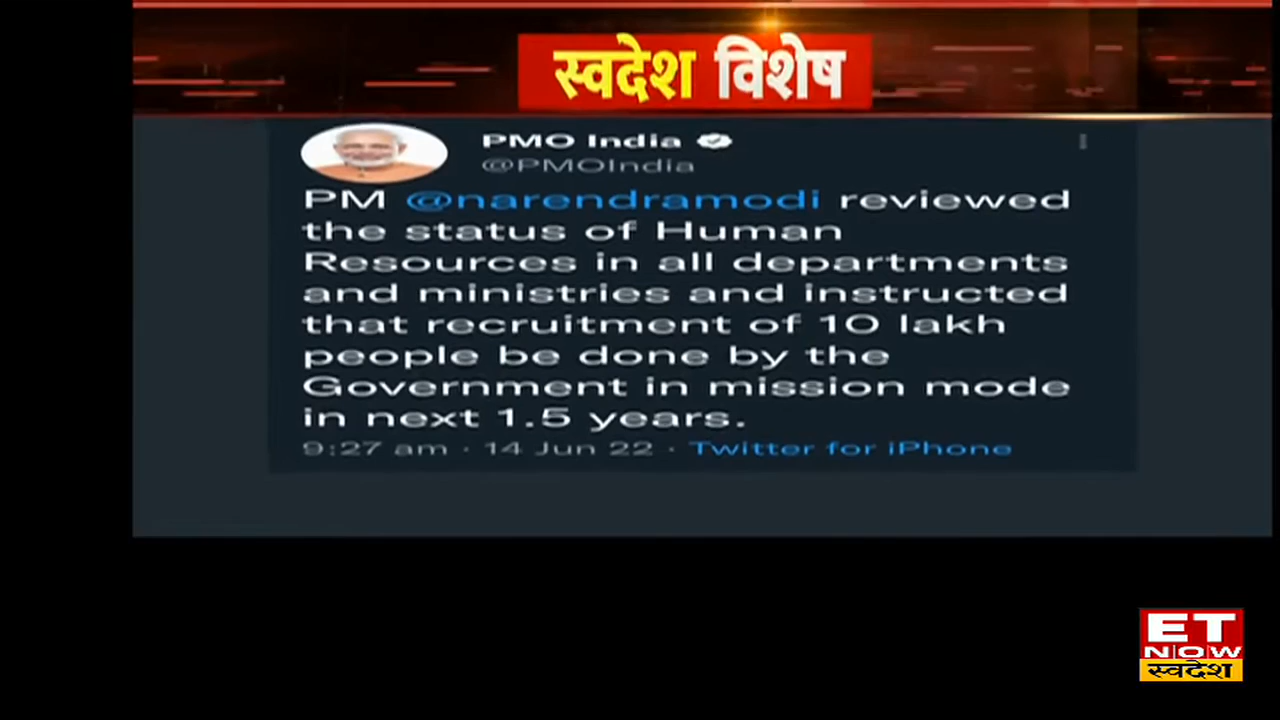 स्वदेश विशेष
PMO India
@PMOIndia
PM @narendramodi reviewed
the status of Human
Resources in all departments
and ministries and instructed
that recruitment of 10 lakh
people be done by the
Government in mission mode
in next 1.5 years.
9:27 am · 14 Jun 22 · Twitter for iPhone
ET
NOW
स्वदेश